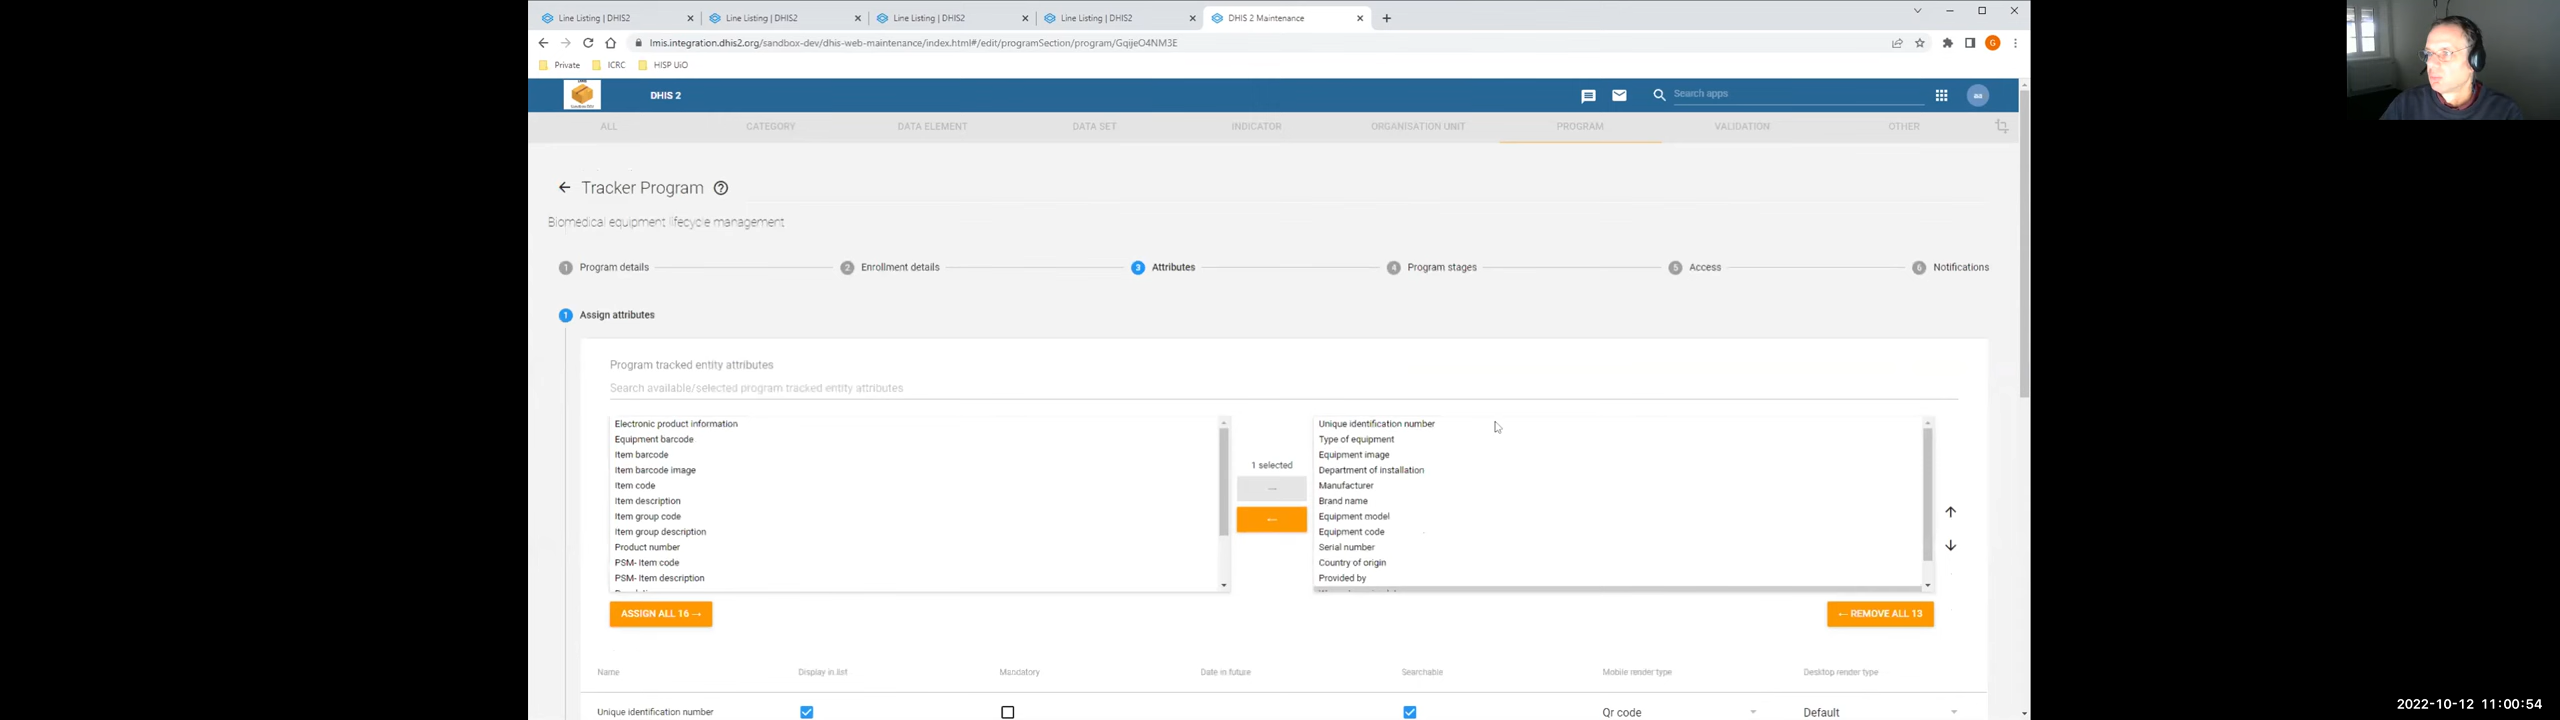 Line Listing | DHIS2
Line Listing | DHIS2
Line Listing | DHIS2
Line Listing | DHIS2
DHIS 2 Maintenance
lmis.integration.dhis2.org/sandbox-dev/dhis-web-maintenance/index.html#/edit/programSection/program/GqijeO4NM3E
G
Private
ICRC
HISP UiO
DHIS 2
Search apps
aa
ALL
CATEGORY
DATA ELEMENT
DATA SET
INDICATOR
ORGANISATION UNIT
PROGRAM
VALIDATION
OTHER
Tracker Program
Biomedical equipment lifecycle management
1 Program details
2 Enrollment details
3 Attributes
4 Program stages
5 Access
6 Notifications
1 Assign attributes
Program tracked entity attributes
Search available/selected program tracked entity attributes
Electronic product information
Equipment barcode
Item barcode
Item barcode image
Item code
Item description
Item group code
Item group description
Product number
PSM- Item code
PSM- Item description
1 selected
→
←
Unique identification number
Type of equipment
Equipment image
Department of installation
Manufacturer
Brand name
Equipment model
Equipment code
Serial number
Country of origin
Provided by
ASSIGN ALL 16 →
← REMOVE ALL 13
Name
Display in list
Mandatory
Date in future
Searchable
Mobile render type
Desktop render type
Unique identification number
Qr code
Default
2022-10-12 11:00:54